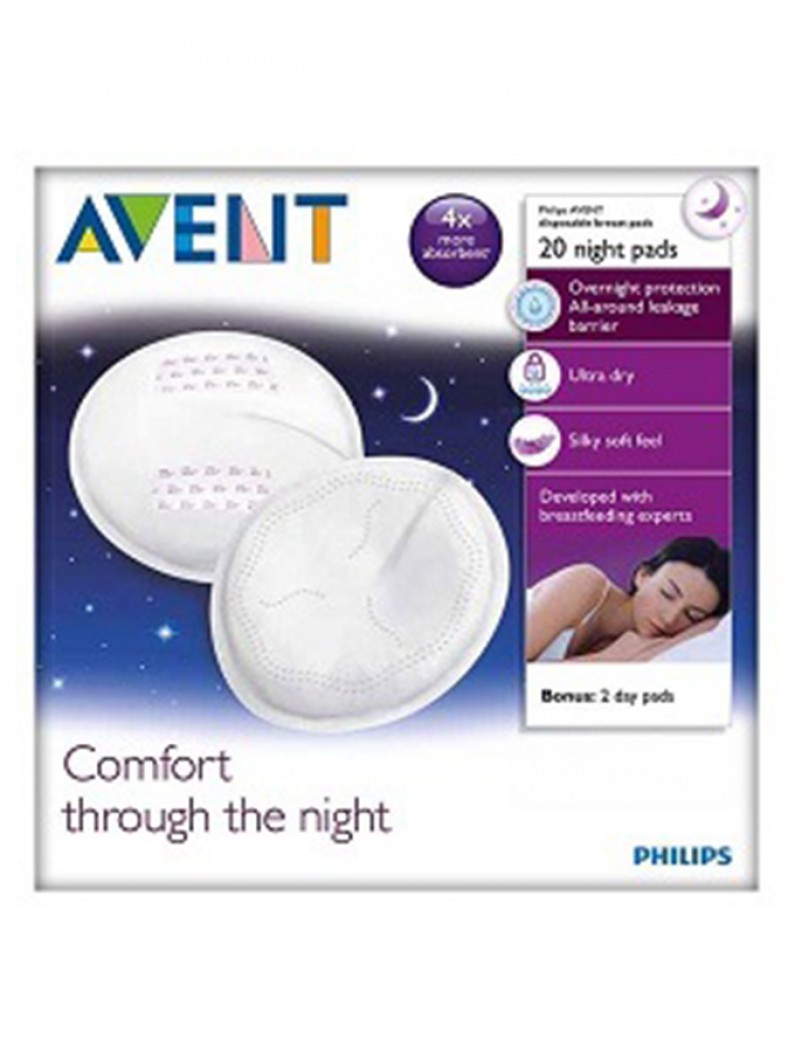 AVENT
4x
more
absorbent*
Philips AVENT
disposable breast pads
20 night pads
Overnight protection
All-around leakage
barrier
Ultra dry
Silky soft feel
Developed with
breastfeeding experts
Bonus: 2 day pads
Comfort
through the night
PHILIPS